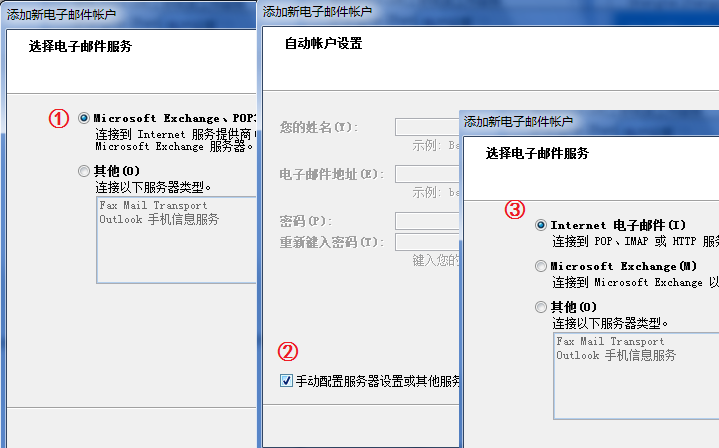 添加新电子邮件帐户
选择电子邮件服务
①
Microsoft Exchange、POP3
连接到 Internet 服务提供商
Microsoft Exchange 服务器。
其他(O)
连接以下服务器类型。
Fax Mail Transport
Outlook 手机信息服务
添加新电子邮件帐户
自动帐户设置
您的姓名(Y):
示例: Ba
电子邮件地址(E):
示例: ba
密码(P):
重新键入密码(T):
键入您的
②
手动配置服务器设置或其他服务
添加新电子邮件帐户
选择电子邮件服务
③
Internet 电子邮件(I)
连接到 POP、IMAP 或 HTTP 服务
Microsoft Exchange(M)
连接到 Microsoft Exchange 以
其他(O)
连接以下服务器类型。
Fax Mail Transport
Outlook 手机信息服务